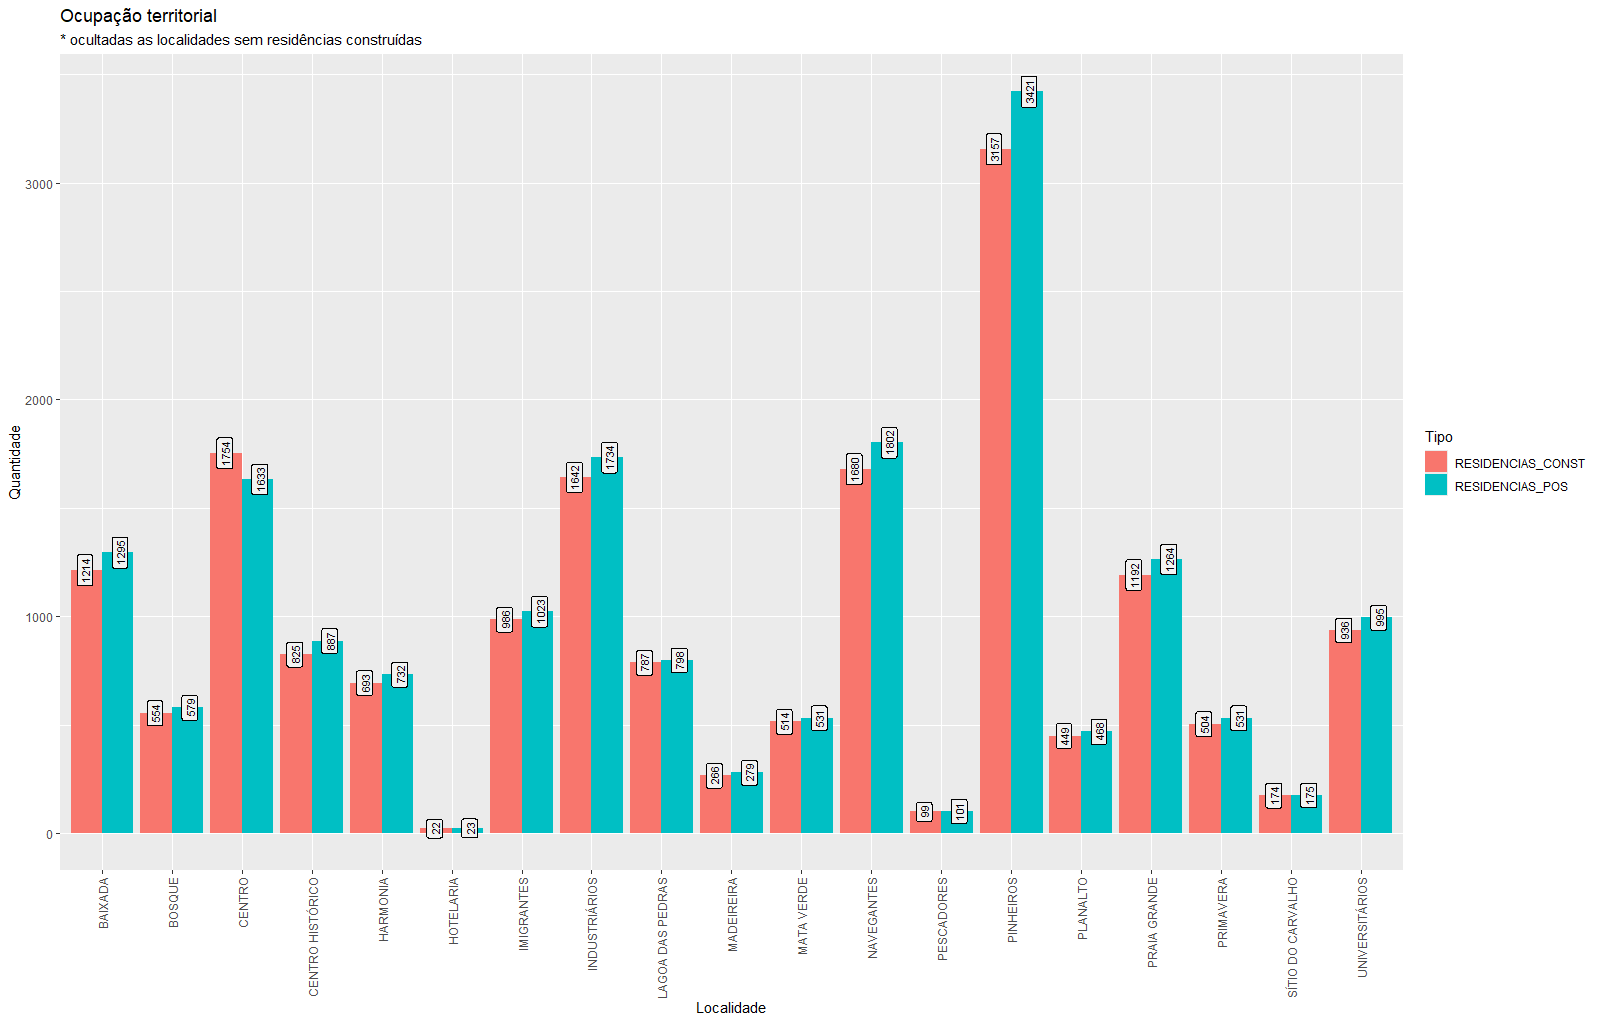 Ocupação territorial
* ocultadas as localidades sem residências construídas
Quantidade
3000
2000
1000
0
1214
1295
554
579
1754
1633
825
887
693
732
22
23
986
1023
1642
1734
787
798
266
279
514
531
1680
1802
99
101
3157
3421
449
468
1192
1264
504
531
174
175
936
995
BAIXADA
BOSQUE
CENTRO
CENTRO HISTÓRICO
HARMONIA
HOTELARIA
IMIGRANTES
INDUSTRIÁRIOS
LAGOA DAS PEDRAS
MADEIREIRA
MATA VERDE
NAVEGANTES
PESCADORES
PINHEIROS
PLANALTO
PRAIA GRANDE
PRIMAVERA
SÍTIO DO CARVALHO
UNIVERSITÁRIOS
Localidade
Tipo
RESIDENCIAS_CONST
RESIDENCIAS_POS